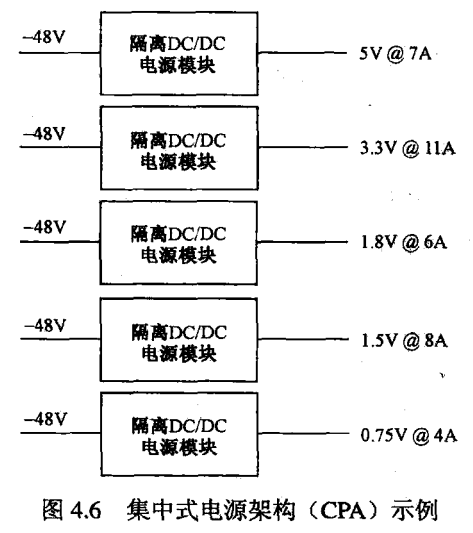 -48V
隔离DC/DC
电源模块
5V @ 7A
-48V
隔离DC/DC
电源模块
3.3V @ 11A
-48V
隔离DC/DC
电源模块
1.8V @ 6A
-48V
隔离DC/DC
电源模块
1.5V @ 8A
-48V
隔离DC/DC
电源模块
0.75V @ 4A
图 4.6 集中式电源架构（CPA）示例